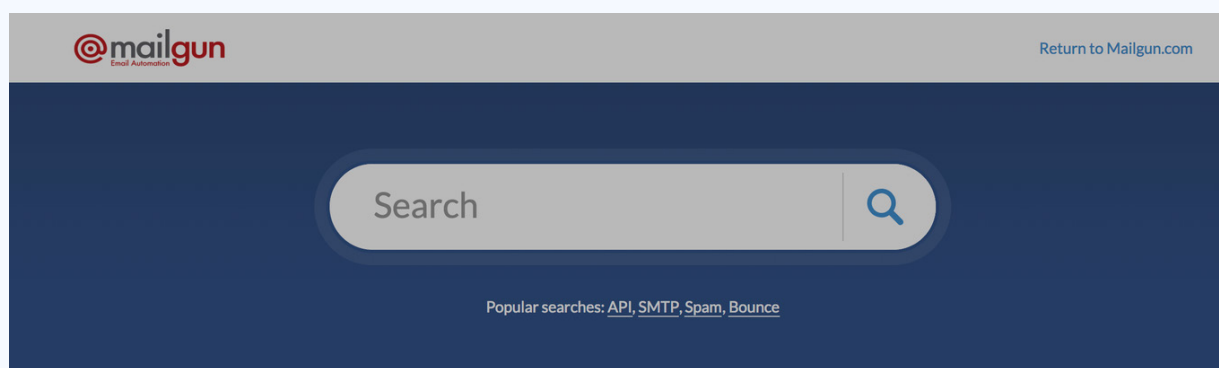 @mailgun
Email Automation
Return to Mailgun.com
Search
Popular searches: API, SMTP, Spam, Bounce